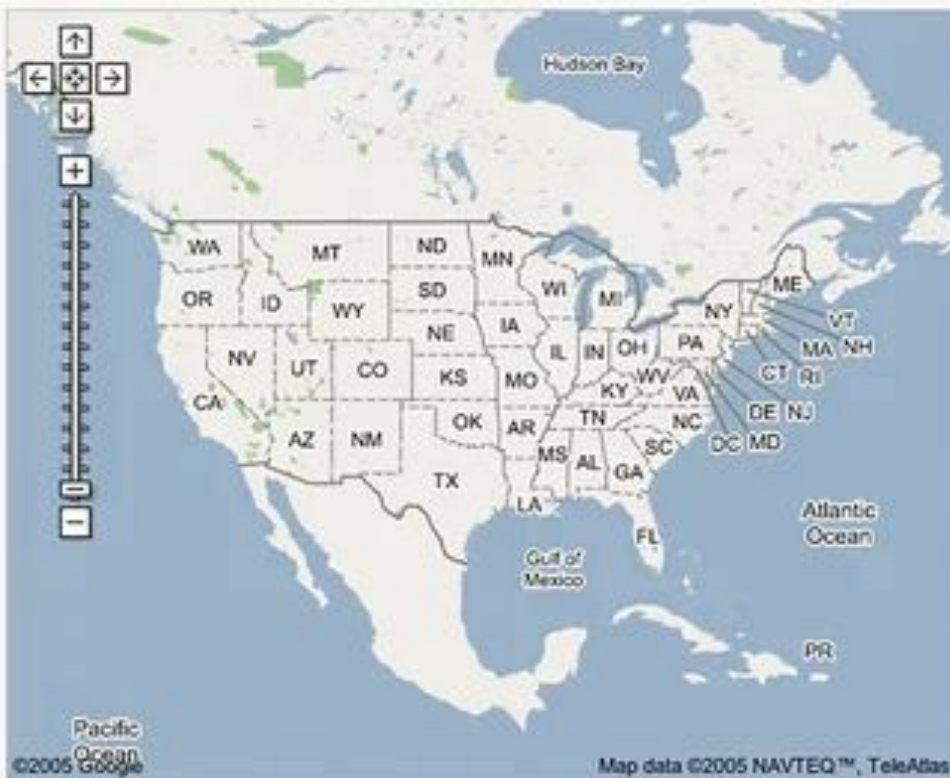 Hudson Bay
WA
MT
ND
MN
ME
OR
ID
WY
SD
WI
MI
NY
VT
NH
NV
UT
CO
NE
IA
IL
IN
OH
PA
MA
RI
CT
CA
KS
MO
KY
WV
VA
DE
NJ
AZ
NM
OK
AR
TN
NC
DC
MD
TX
MS
AL
GA
SC
LA
FL
Gulf of
Mexico
Atlantic
Ocean
PR
Pacific
Ocean
©2005 Google
Map data ©2005 NAVTEQ™, TeleAtlas